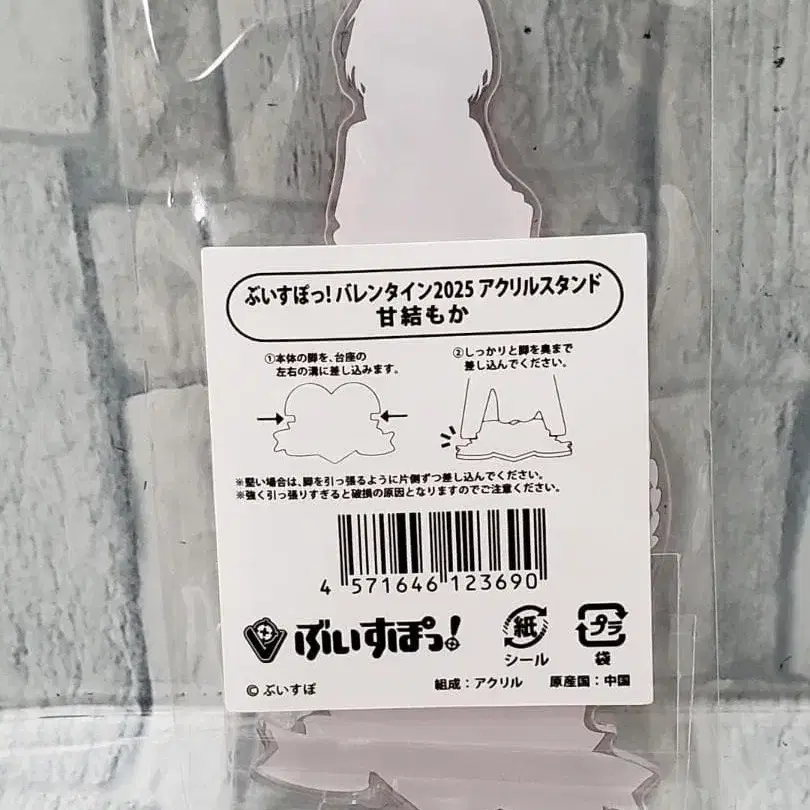 ぶいすぽっ!バレンタイン2025 アクリルスタンド
甘結もか
①本体の脚を、台座の
左右の溝に差し込みます。
②しっかりと脚を奥まで
差し込んでください。
※堅い場合は、脚を引っ張るように片側ずつ差し込んでください。
※強く引っ張りすぎると破損の原因となりますのでご注意ください。
4 571646 123690
ぶいすぽっ!
紙
シール
プラ
袋
© ぶいすぽ
組成:アクリル
原産国:中国